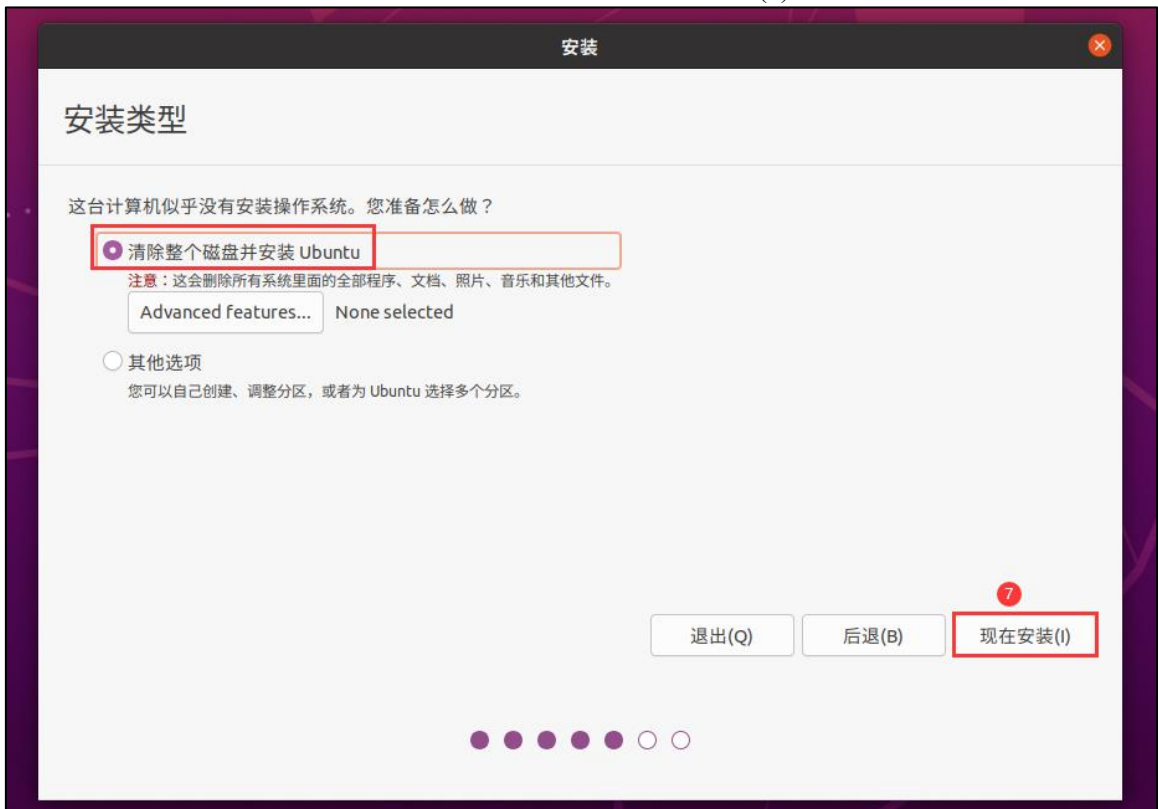 安装
安装类型
这台计算机似乎没有安装操作系统。您准备怎么做？
清除整个磁盘并安装 Ubuntu
注意：这会删除所有系统里面的全部程序、文档、照片、音乐和其他文件。
Advanced features... None selected
其他选项
您可以自己创建、调整分区，或者为 Ubuntu 选择多个分区。
7
退出(Q) 后退(B) 现在安装(I)